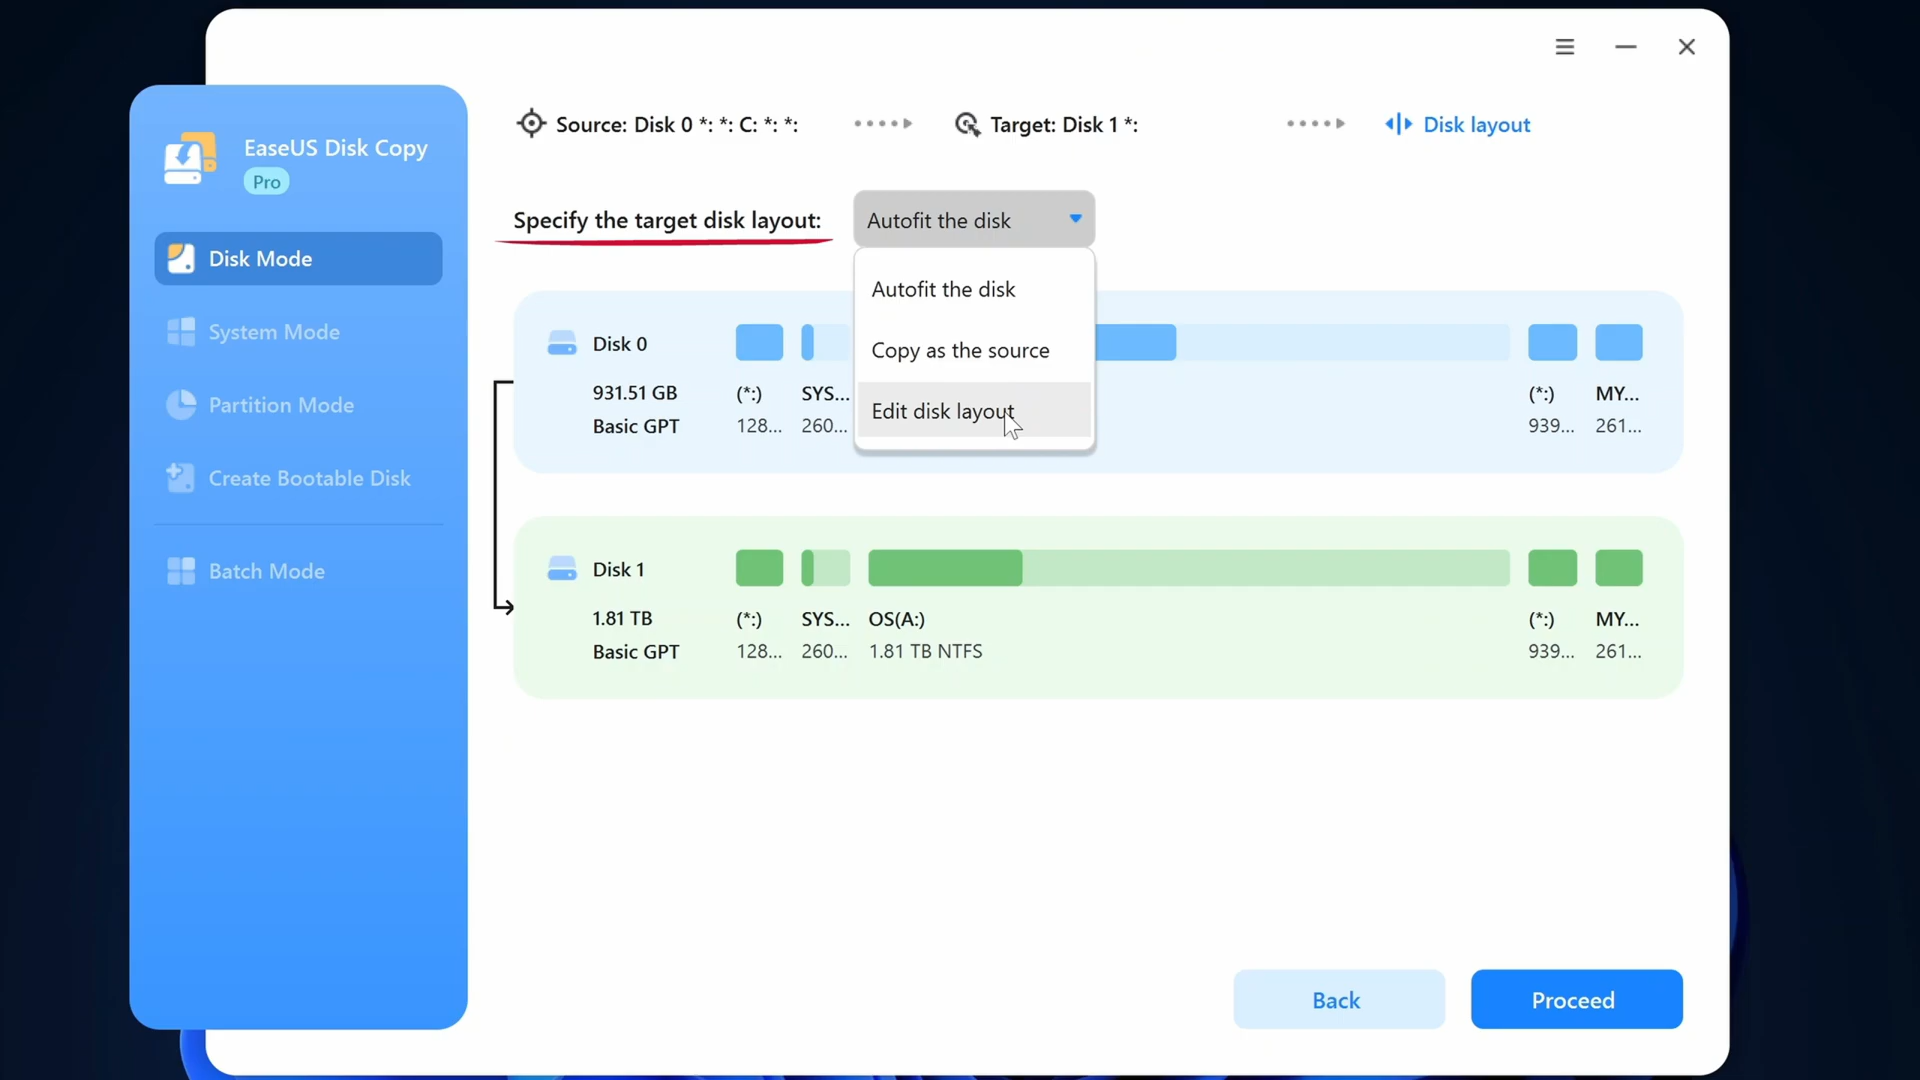 EaseUS Disk Copy
Pro
Disk Mode
System Mode
Partition Mode
Create Bootable Disk
Batch Mode
Source: Disk 0 *: *: C: *: *:
Target: Disk 1 *:
Disk layout
Specify the target disk layout:
Autofit the disk
Autofit the disk
Copy as the source
Edit disk layout
Disk 0
931.51 GB
Basic GPT
(*:)
128...
SYS...
260...
(*:)
939...
MY...
261...
Disk 1
1.81 TB
Basic GPT
(*:)
128...
SYS...
260...
OS(A:)
1.81 TB NTFS
(*:)
939...
MY...
261...
Back
Proceed